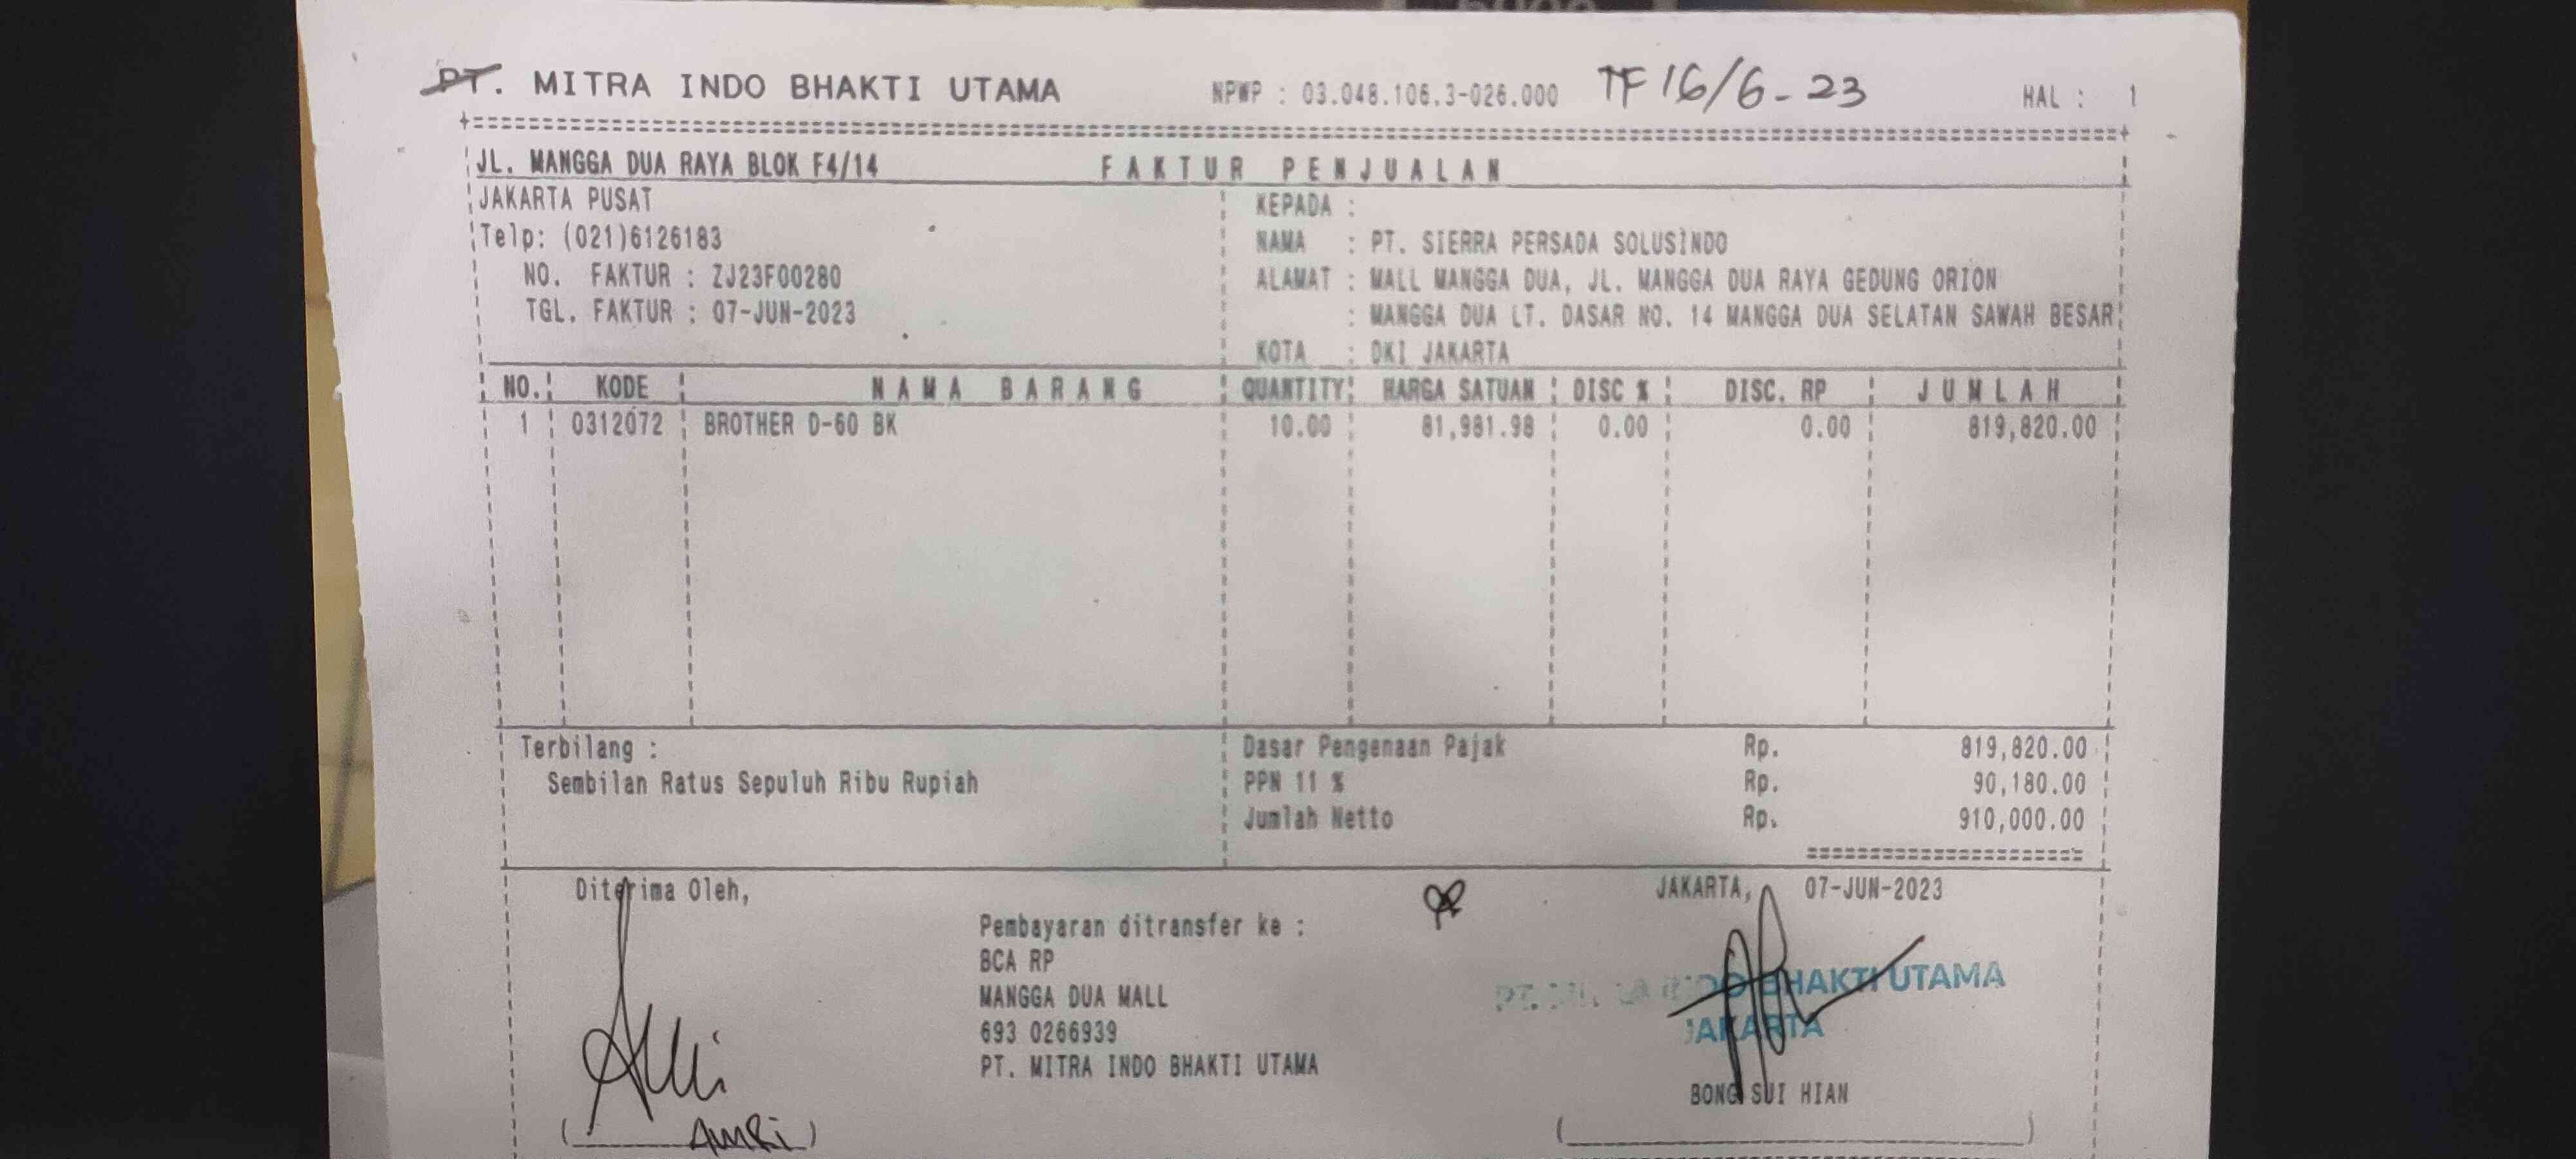 PT. MITRA INDO BHAKTI UTAMA NPWP : 03.048.106.3-026.000 TF 16/6-23 HAL : 1
JL. MANGGA DUA RAYA BLOK F4/14 FAKTUR PENJUALAN
JAKARTA PUSAT KEPADA :
Telp: (021)6126183 NAMA : PT. SIERRA PERSADA SOLUSINDO
NO. FAKTUR : ZJ23F00280 ALAMAT : MALL MANGGA DUA, JL. MANGGA DUA RAYA GEDUNG ORION
TGL. FAKTUR : 07-JUN-2023 : MANGGA DUA LT. DASAR NO. 14 MANGGA DUA SELATAN SAWAH BESAR
KOTA : DKI JAKARTA
NO. KODE NAMA BARANG QUANTITY HARGA SATUAN DISC % DISC. RP JUMLAH
1 0312072 BROTHER D-60 BK 10.00 81,981.98 0.00 0.00 819,820.00
Terbilang : Dasar Pengenaan Pajak Rp. 819,820.00
Sembilan Ratus Sepuluh Ribu Rupiah PPN 11 % Rp. 90,180.00
Jumlah Netto Rp. 910,000.00
Diterima Oleh, JAKARTA, 07-JUN-2023
Pembayaran ditransfer ke :
BCA RP
MANGGA DUA MALL
693 0266939
PT. MITRA INDO BHAKTI UTAMA
BHAKTI UTAMA
JAKARTA
BONG SUI HIAN
AMRi